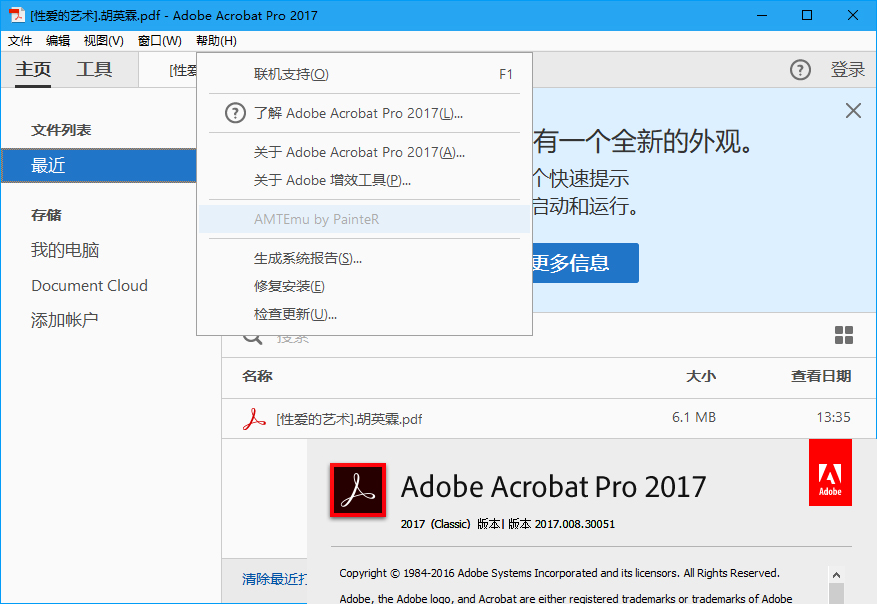 [性爱的艺术].胡英霖.pdf - Adobe Acrobat Pro 2017
文件 编辑 视图(V) 窗口(W) 帮助(H)
主页 工具 [性爱 登录
联机支持(O) F1
了解 Adobe Acrobat Pro 2017(L)...
关于 Adobe Acrobat Pro 2017(A)...
关于 Adobe 增效工具(P)...
AMTEmu by PainteR
生成系统报告(S)...
修复安装(E)
检查更新(U)...
文件列表
最近
存储
我的电脑
Document Cloud
添加帐户
有一个全新的外观。
个快速提示
启动和运行。
更多信息
搜索
名称 大小 查看日期
[性爱的艺术].胡英霖.pdf 6.1 MB 13:35
清除最近打
Adobe Acrobat Pro 2017
Adobe
2017 (Classic) 版本| 版本 2017.008.30051
Copyright © 1984-2016 Adobe Systems Incorporated and its licensors. All Rights Reserved.
Adobe, the Adobe logo, and Acrobat are either registered trademarks or trademarks of Adobe